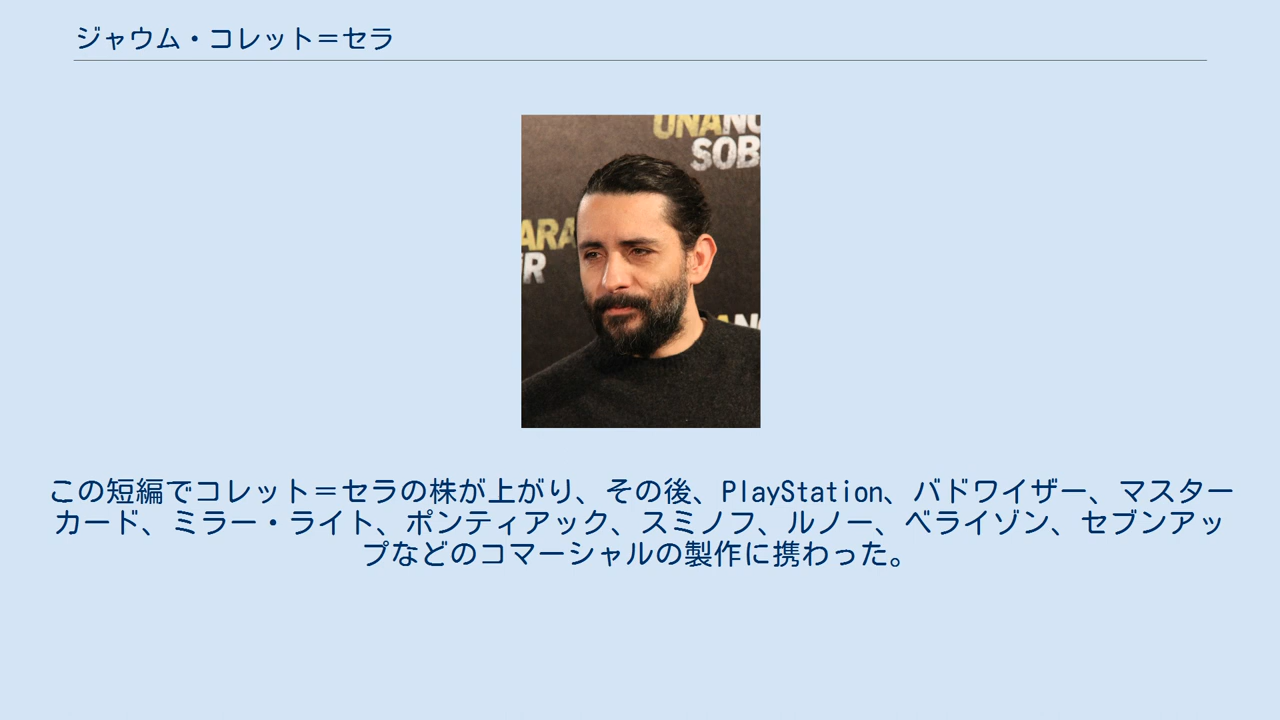 ジャウム・コレット＝セラ
UNANO
SOB
ARA
R
AN
この短編でコレット＝セラの株が上がり、その後、PlayStation、バドワイザー、マスター
カード、ミラー・ライト、ポンティアック、スミノフ、ルノー、ベライゾン、セブンアッ
プなどのコマーシャルの製作に携わった。